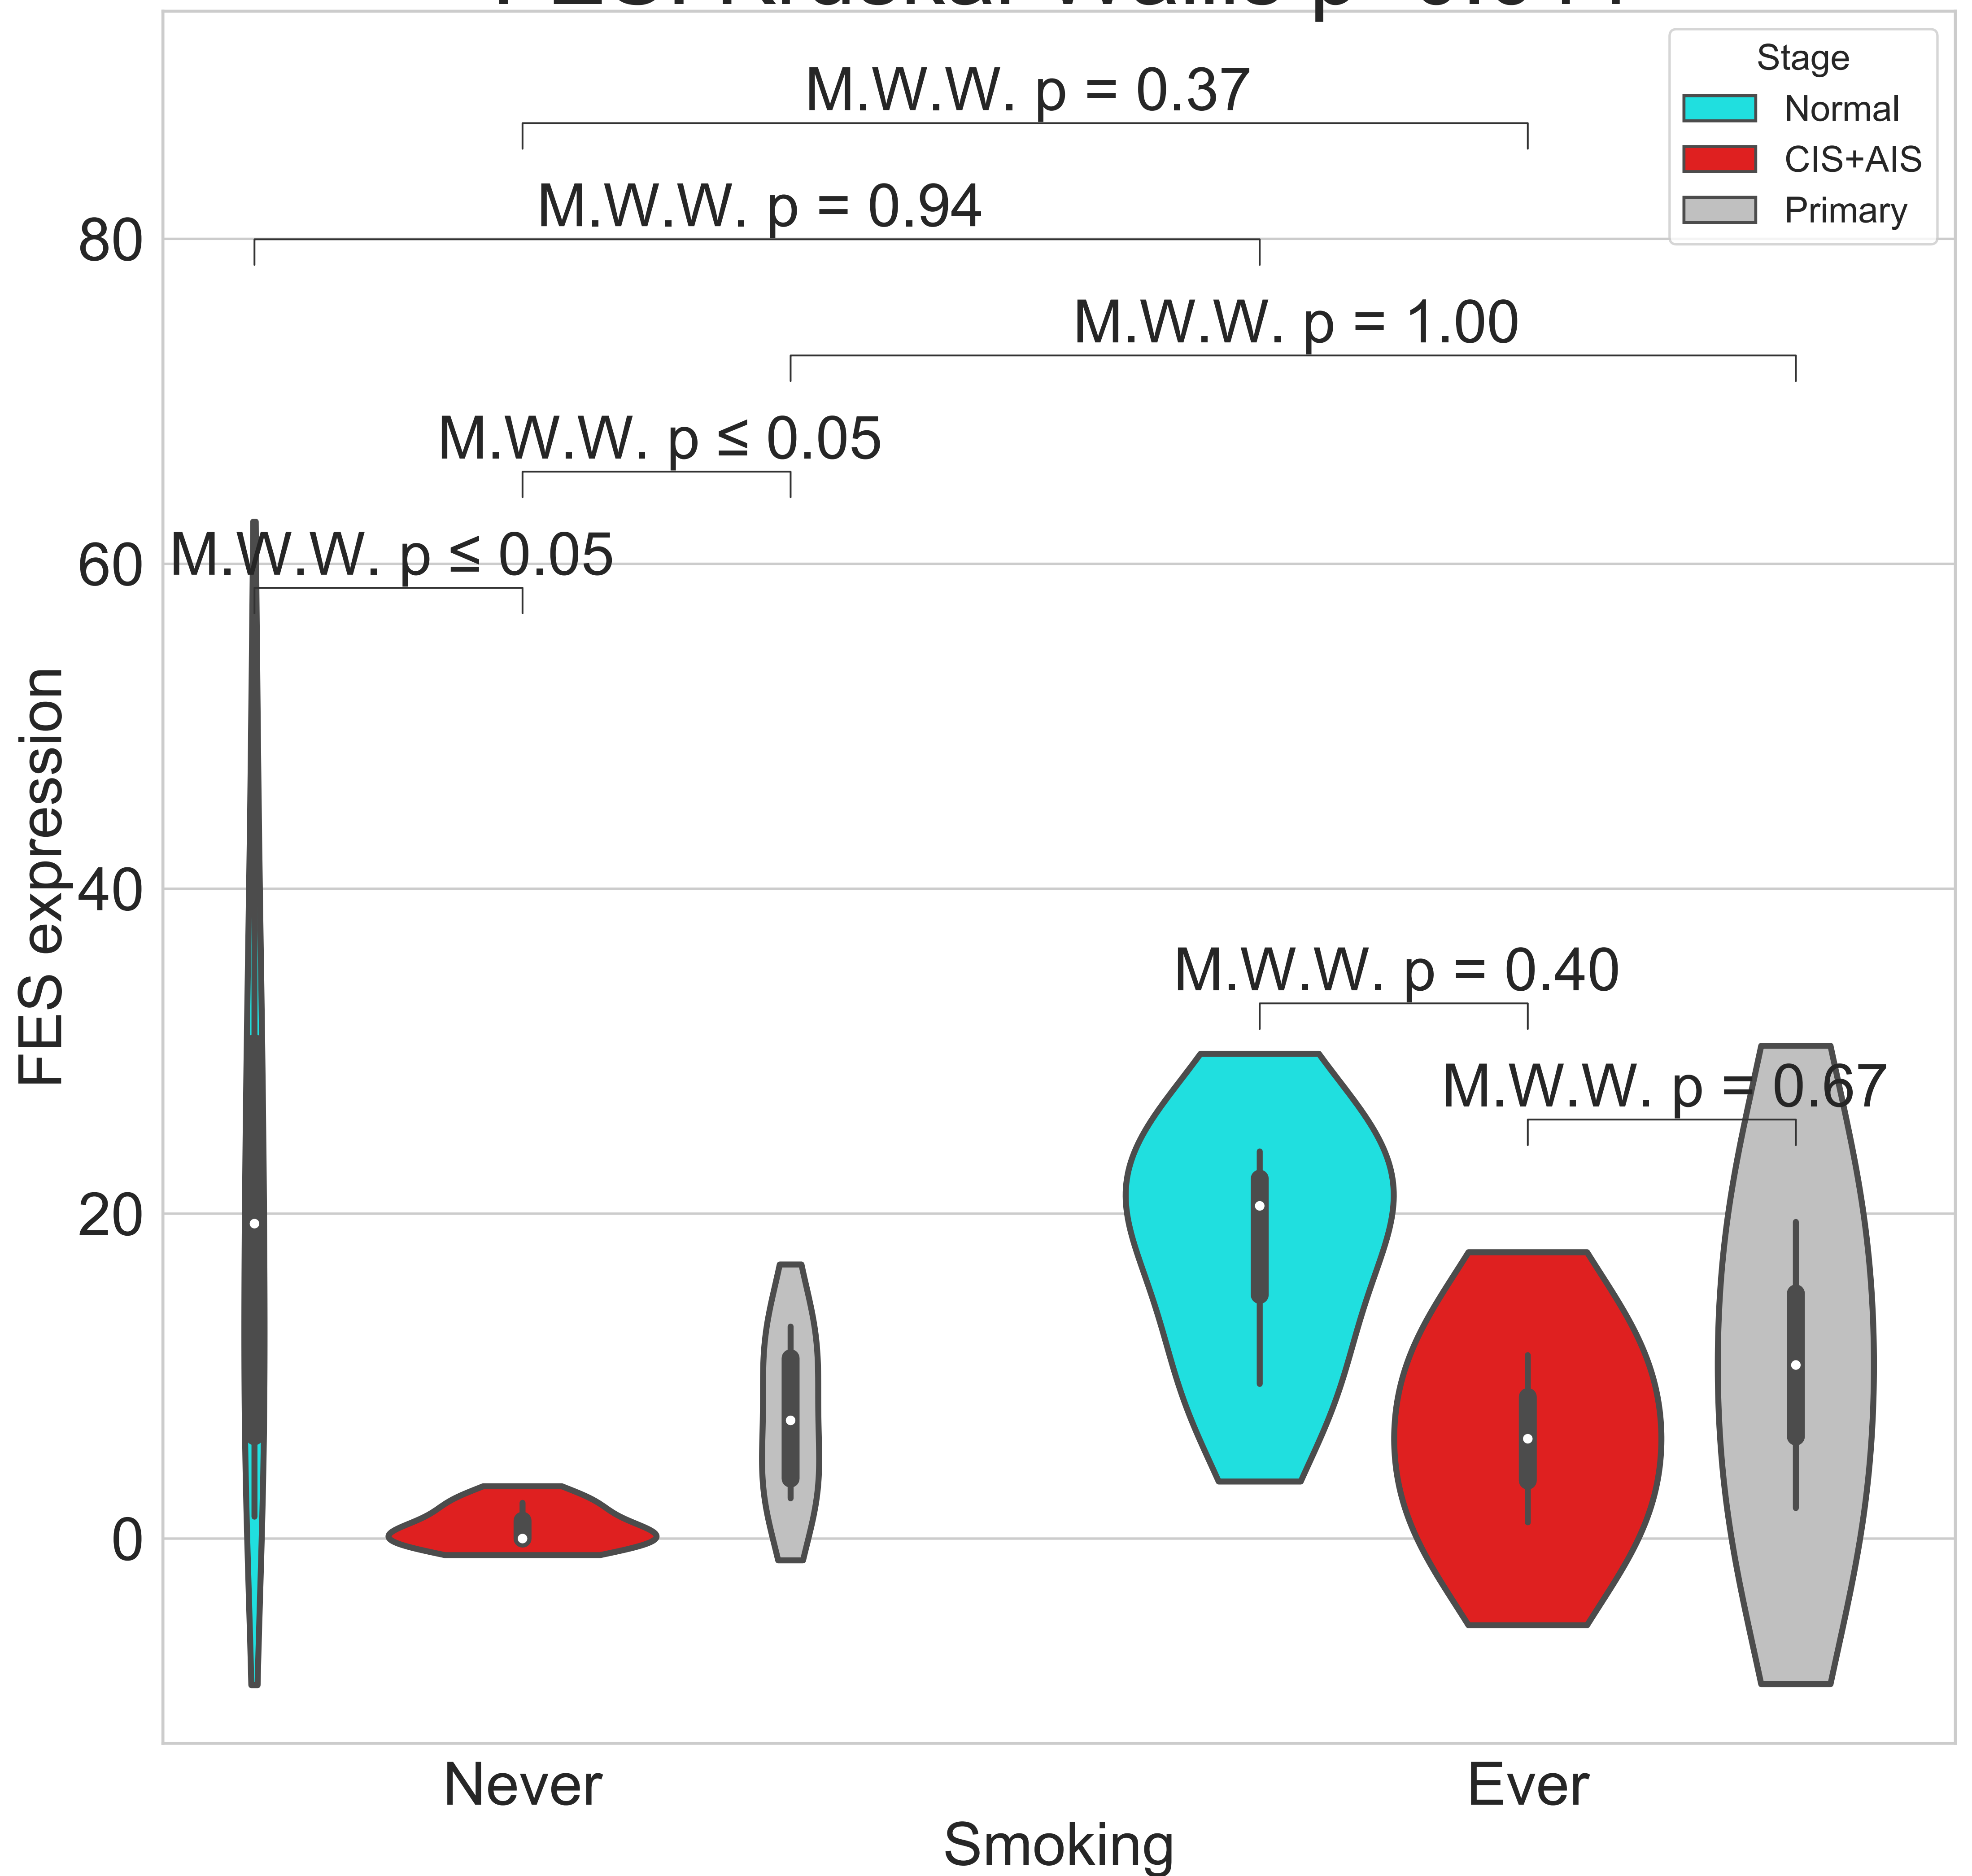 Stage
Normal
CIS+AIS
Primary
M.W.W. p = 0.37
M.W.W. p = 0.94
M.W.W. p = 1.00
M.W.W. p ≤ 0.05
M.W.W. p ≤ 0.05
M.W.W. p = 0.40
M.W.W. p = 0.67
FES expression
80
60
40
20
0
Never
Ever
Smoking